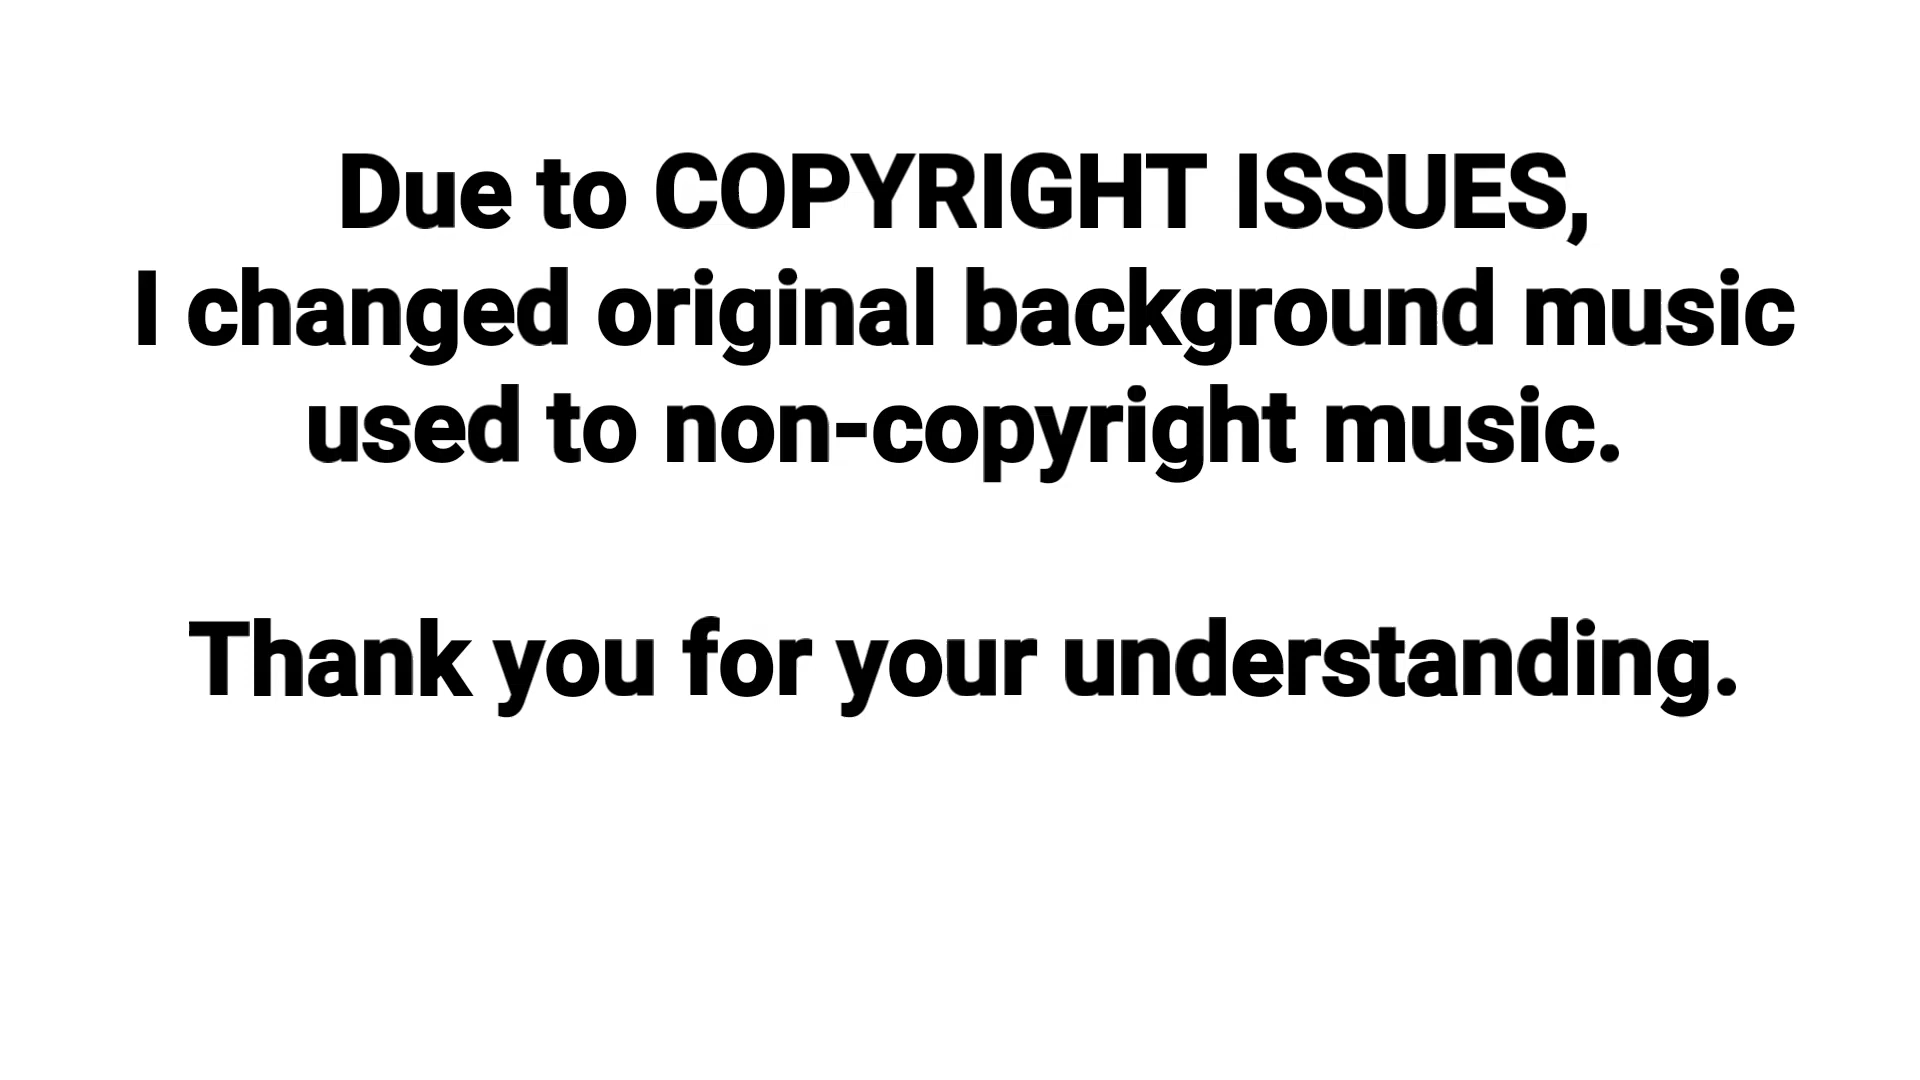 Due to COPYRIGHT ISSUES,
I changed original background music
used to non-copyright music.
Thank you for your understanding.